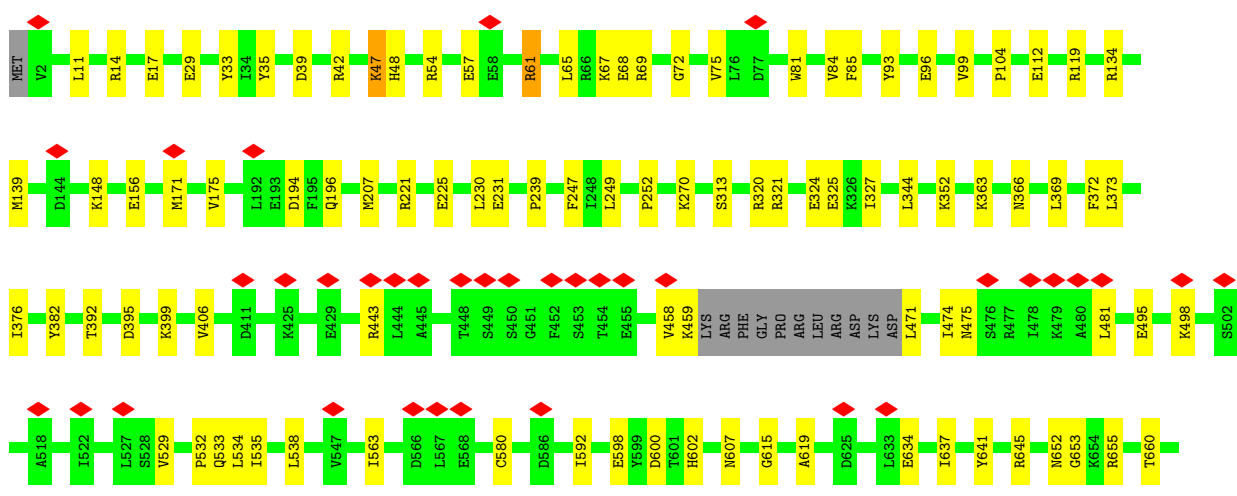 MET V2 L11 R14 E17 E29 Y33 I34 Y35 D39 R42 K47 H48 R54 E57 E58 R61 L65 R66 K67 E68 R69 G72 V75 L76 D77 W81 V84 F85 Y93 E96 V99 P104 E112 R119 R134
M139 D144 K148 E156 M171 V175 L192 E193 D194 F195 Q196 M207 R221 E225 L230 E231 P239 F247 I248 L249 P252 K270 S313 R320 R321 E324 E325 K326 I327 L344 K352 K363 N366 L369 F372 L373
I376 Y382 T392 D395 K399 V406 D411 K425 E429 R443 L444 A445 T448 S449 S450 G451 F452 S453 T454 E455 V458 K459 LYS ARG PHE GLY PRO ARG LEU ARG ASP LYS ASP L471 I474 N475 S476 R477 I478 K479 A480 L481 E495 K498 S502
A518 I522 L527 S528 V529 P532 Q533 L534 I535 L538 V547 I563 D566 L567 E568 C580 D586 I592 E598 Y599 D600 T601 H602 N607 G615 A619 D625 L633 E634 I637 Y641 R645 N652 G653 K654 R655 T660